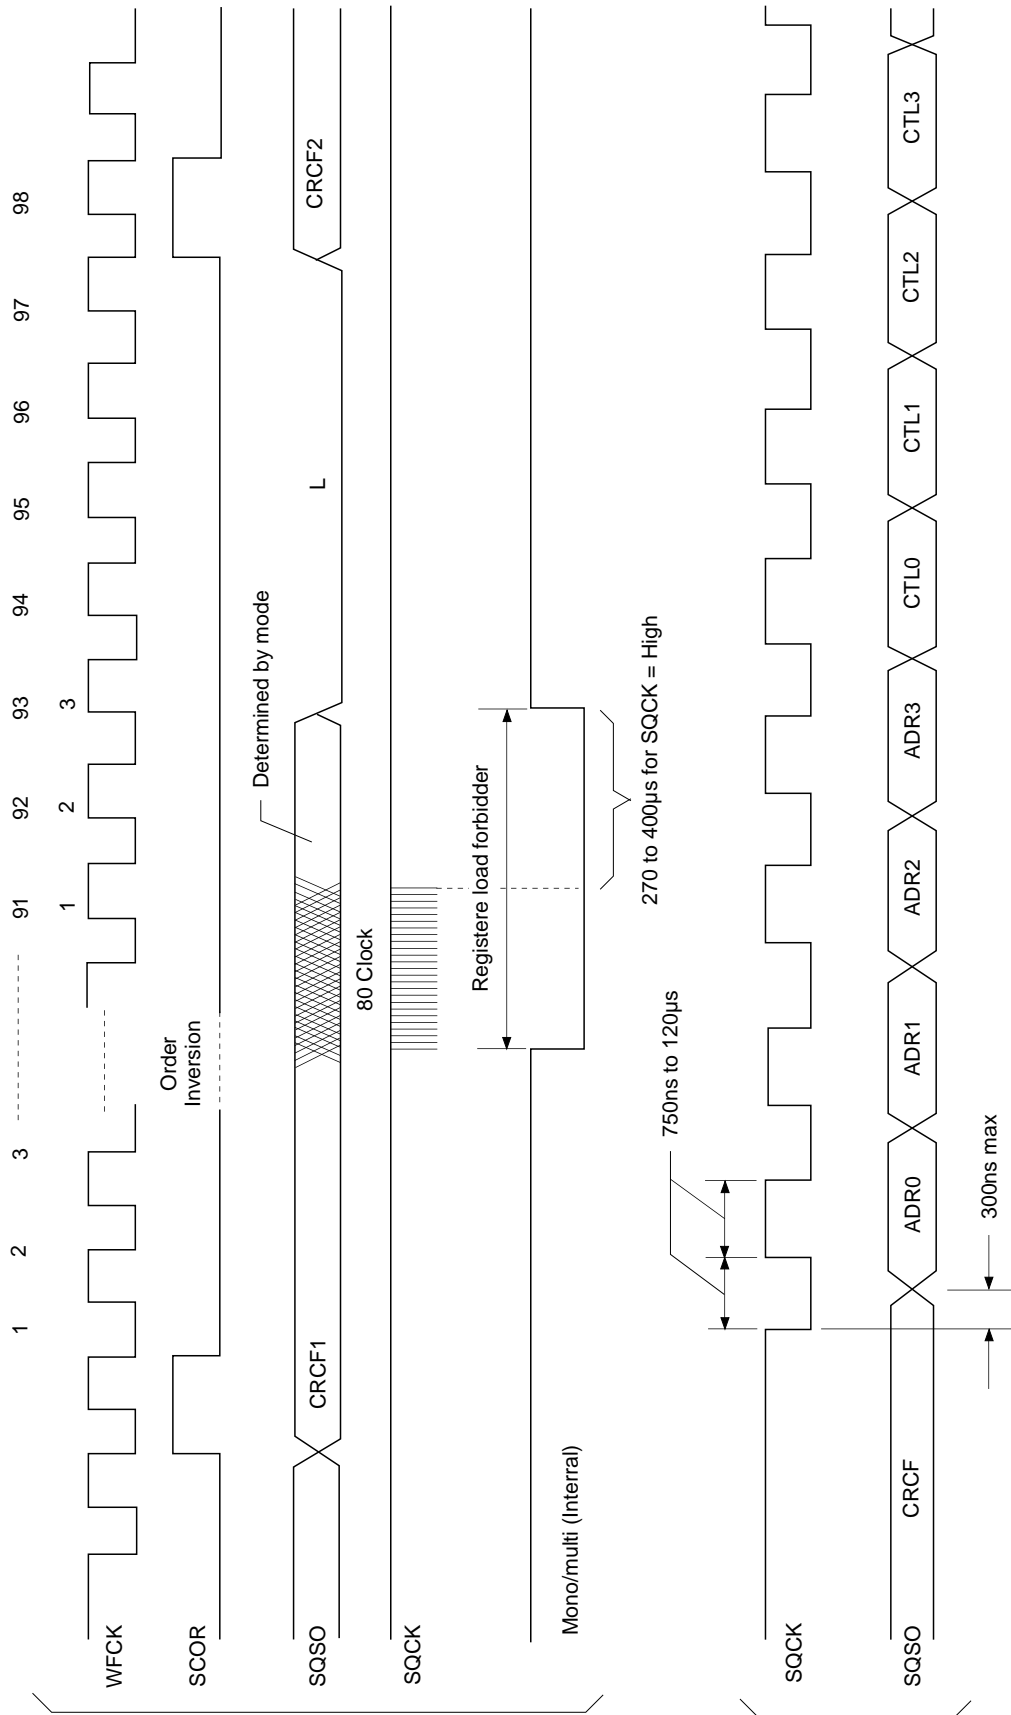 1 2 3 91 92 93 94 95 96 97 98
1 2 3
WFCK
SCOR
Order
Inversion
Determined by mode
SQSO
CRCF1
L
CRCF2
80 Clock
SQCK
Registere load forbidder
Mono/multi (Interral)
270 to 400µs for SQCK = High
750ns to 120µs
SQCK
SQSO
CRCF ADR0 ADR1 ADR2 ADR3 CTL0 CTL1 CTL2 CTL3
300ns max